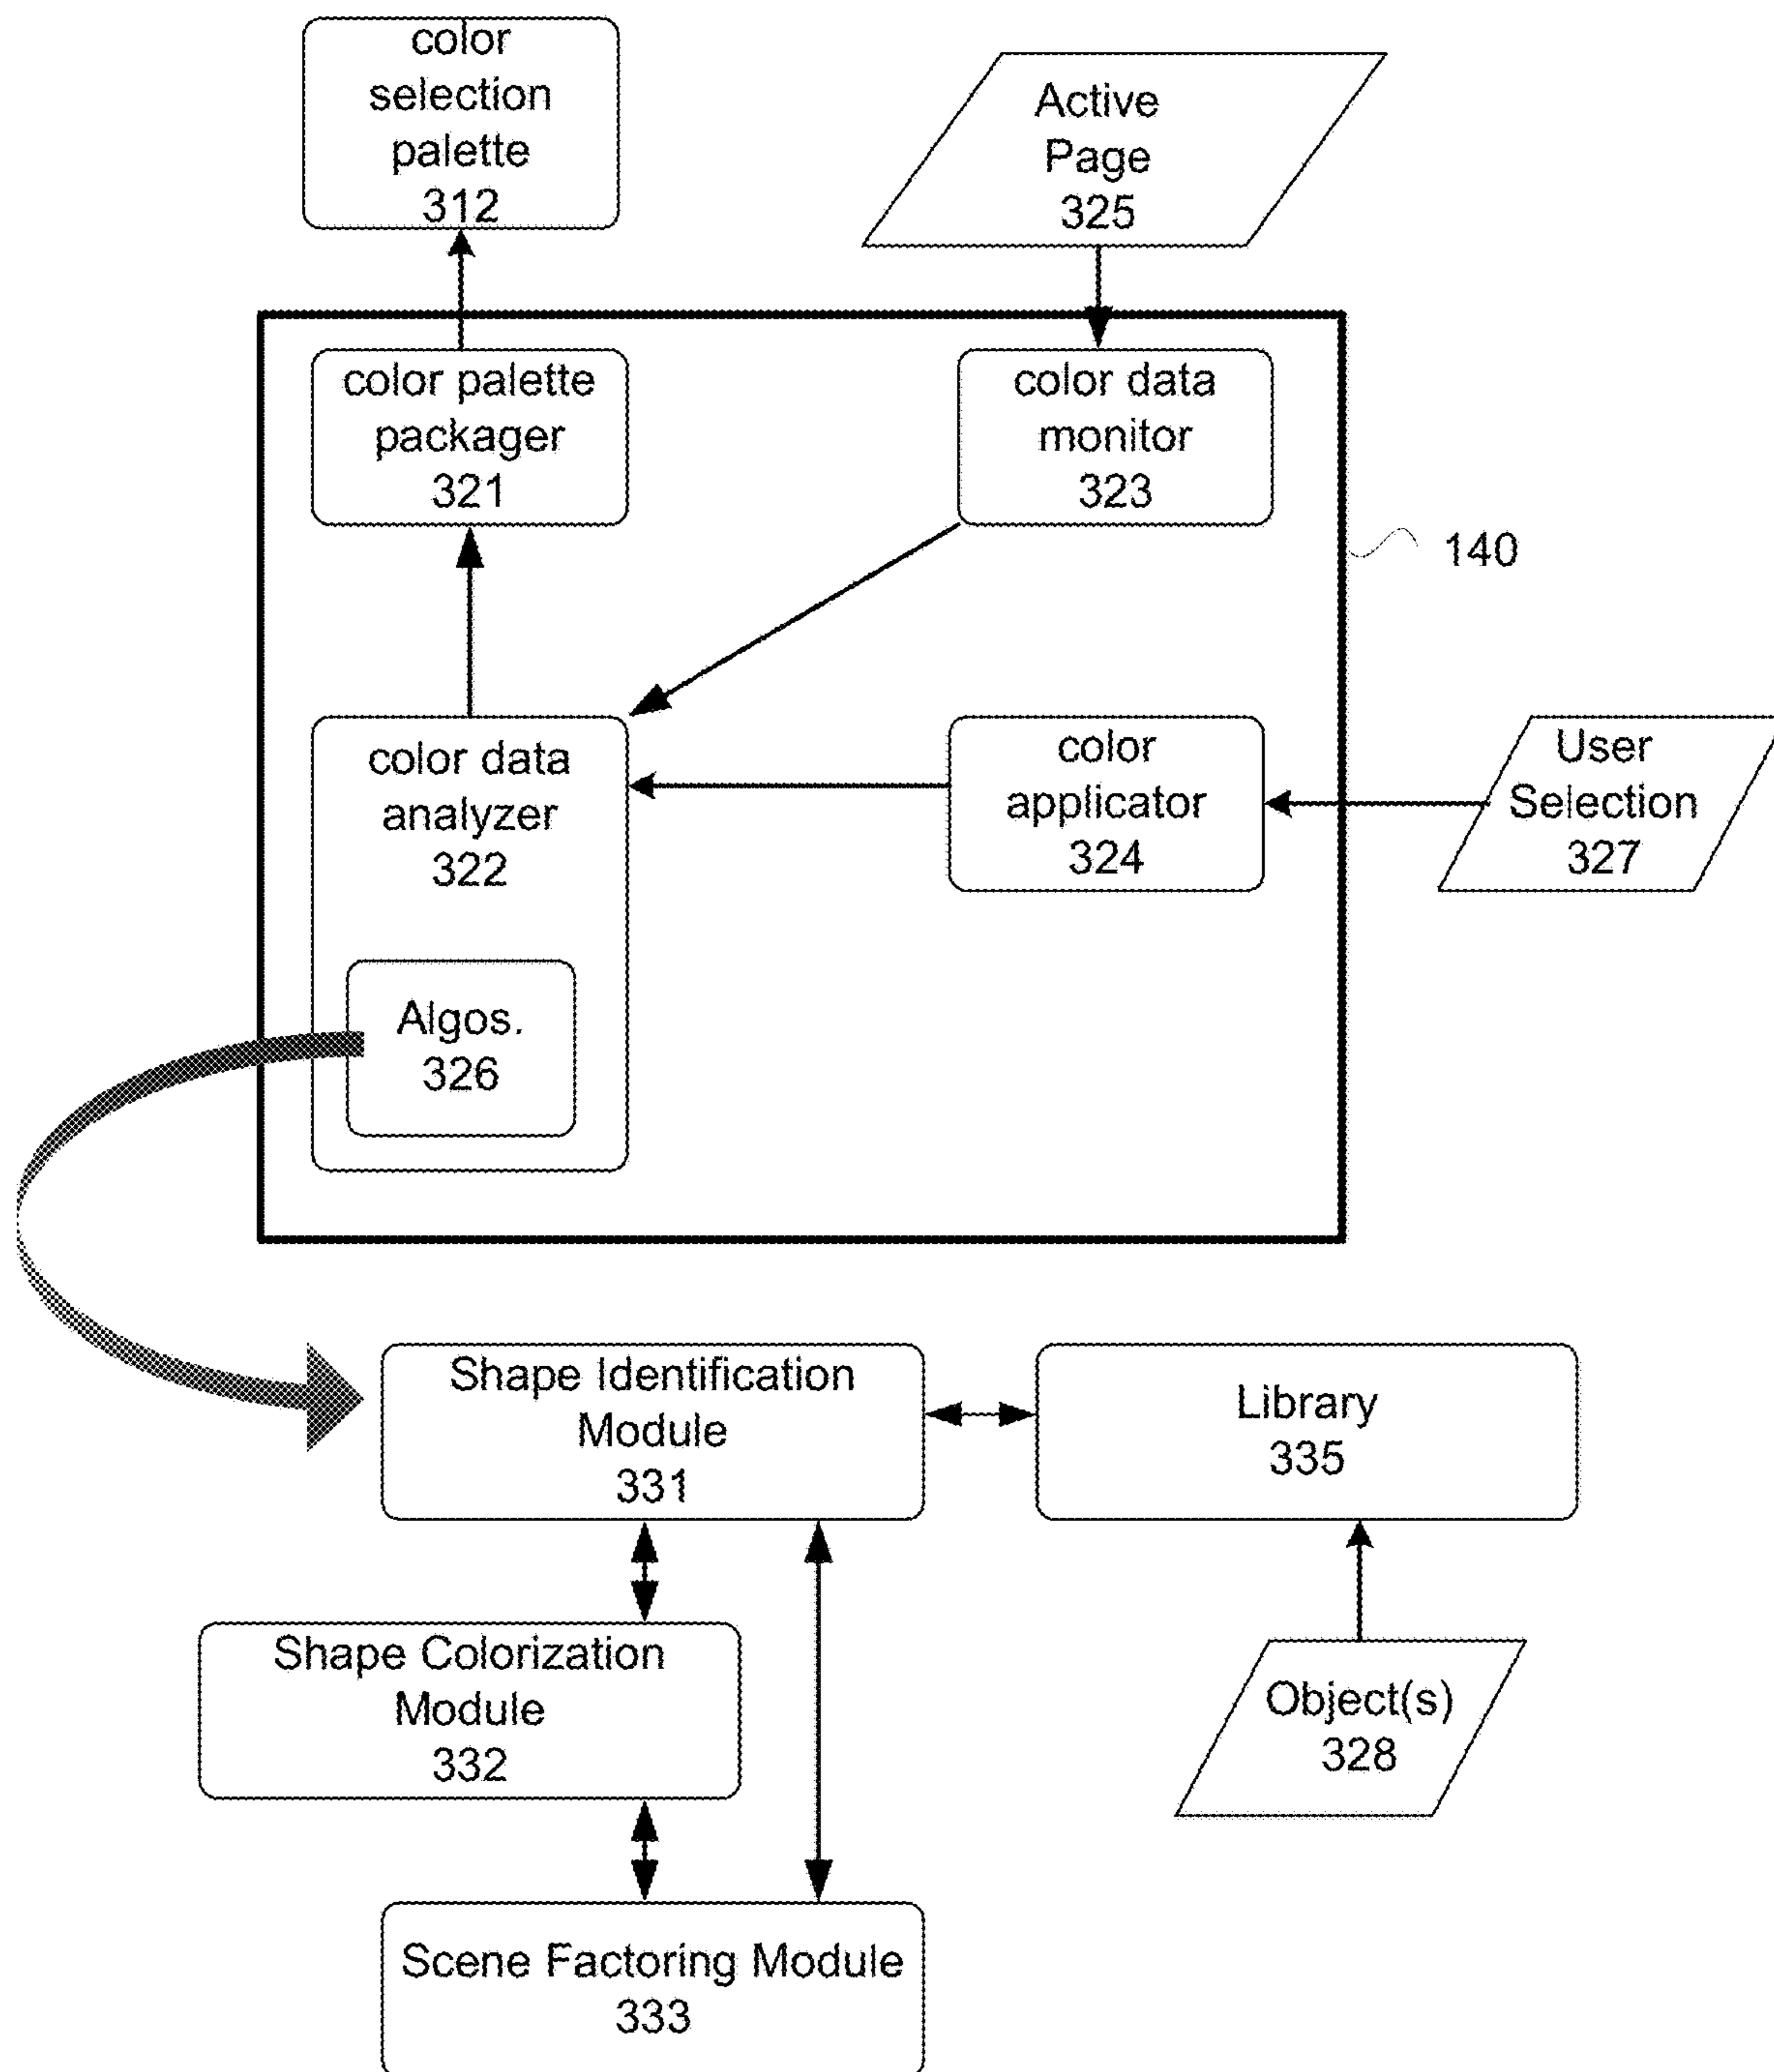 color
selection
palette
312
Active
Page
325
color palette
packager
321
color data
monitor
323
140
color data
analyzer
322
color
applicator
324
User
Selection
327
Algos.
326
Shape Identification
Module
331
Library
335
Shape Colorization
Module
332
Object(s)
328
Scene Factoring Module
333